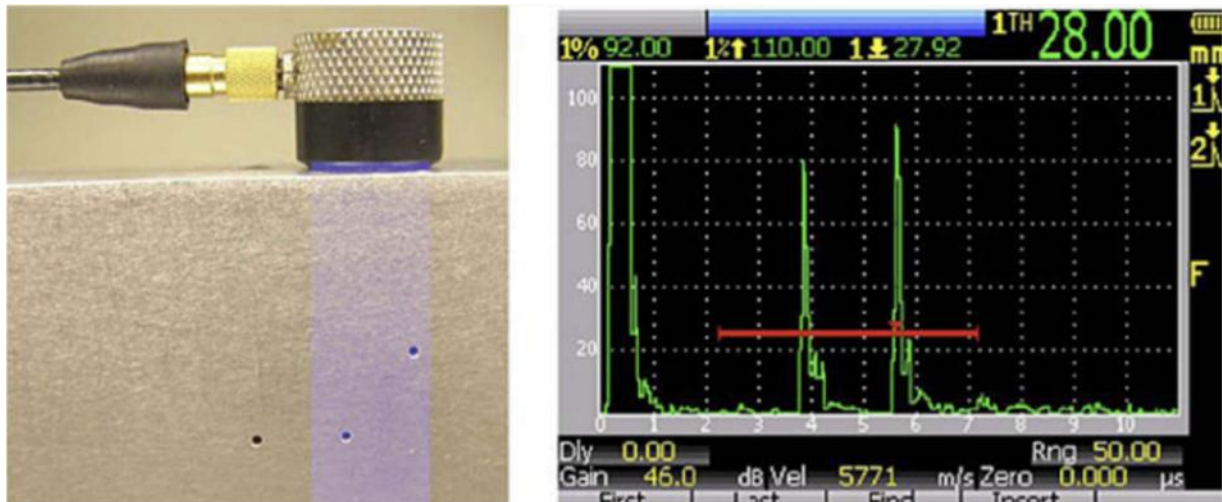 1TH 28.00
1% 92.00 1%↑ 110.00 1 27.92
mm
100
80
60
40
20
1
2
F
0 1 2 3 4 5 6 7 8 9 10
Dly 0.00 Rng 50.00
Gain 46.0 dB Vel 5771 m/s Zero 0.000 µs
First Last Find Insert